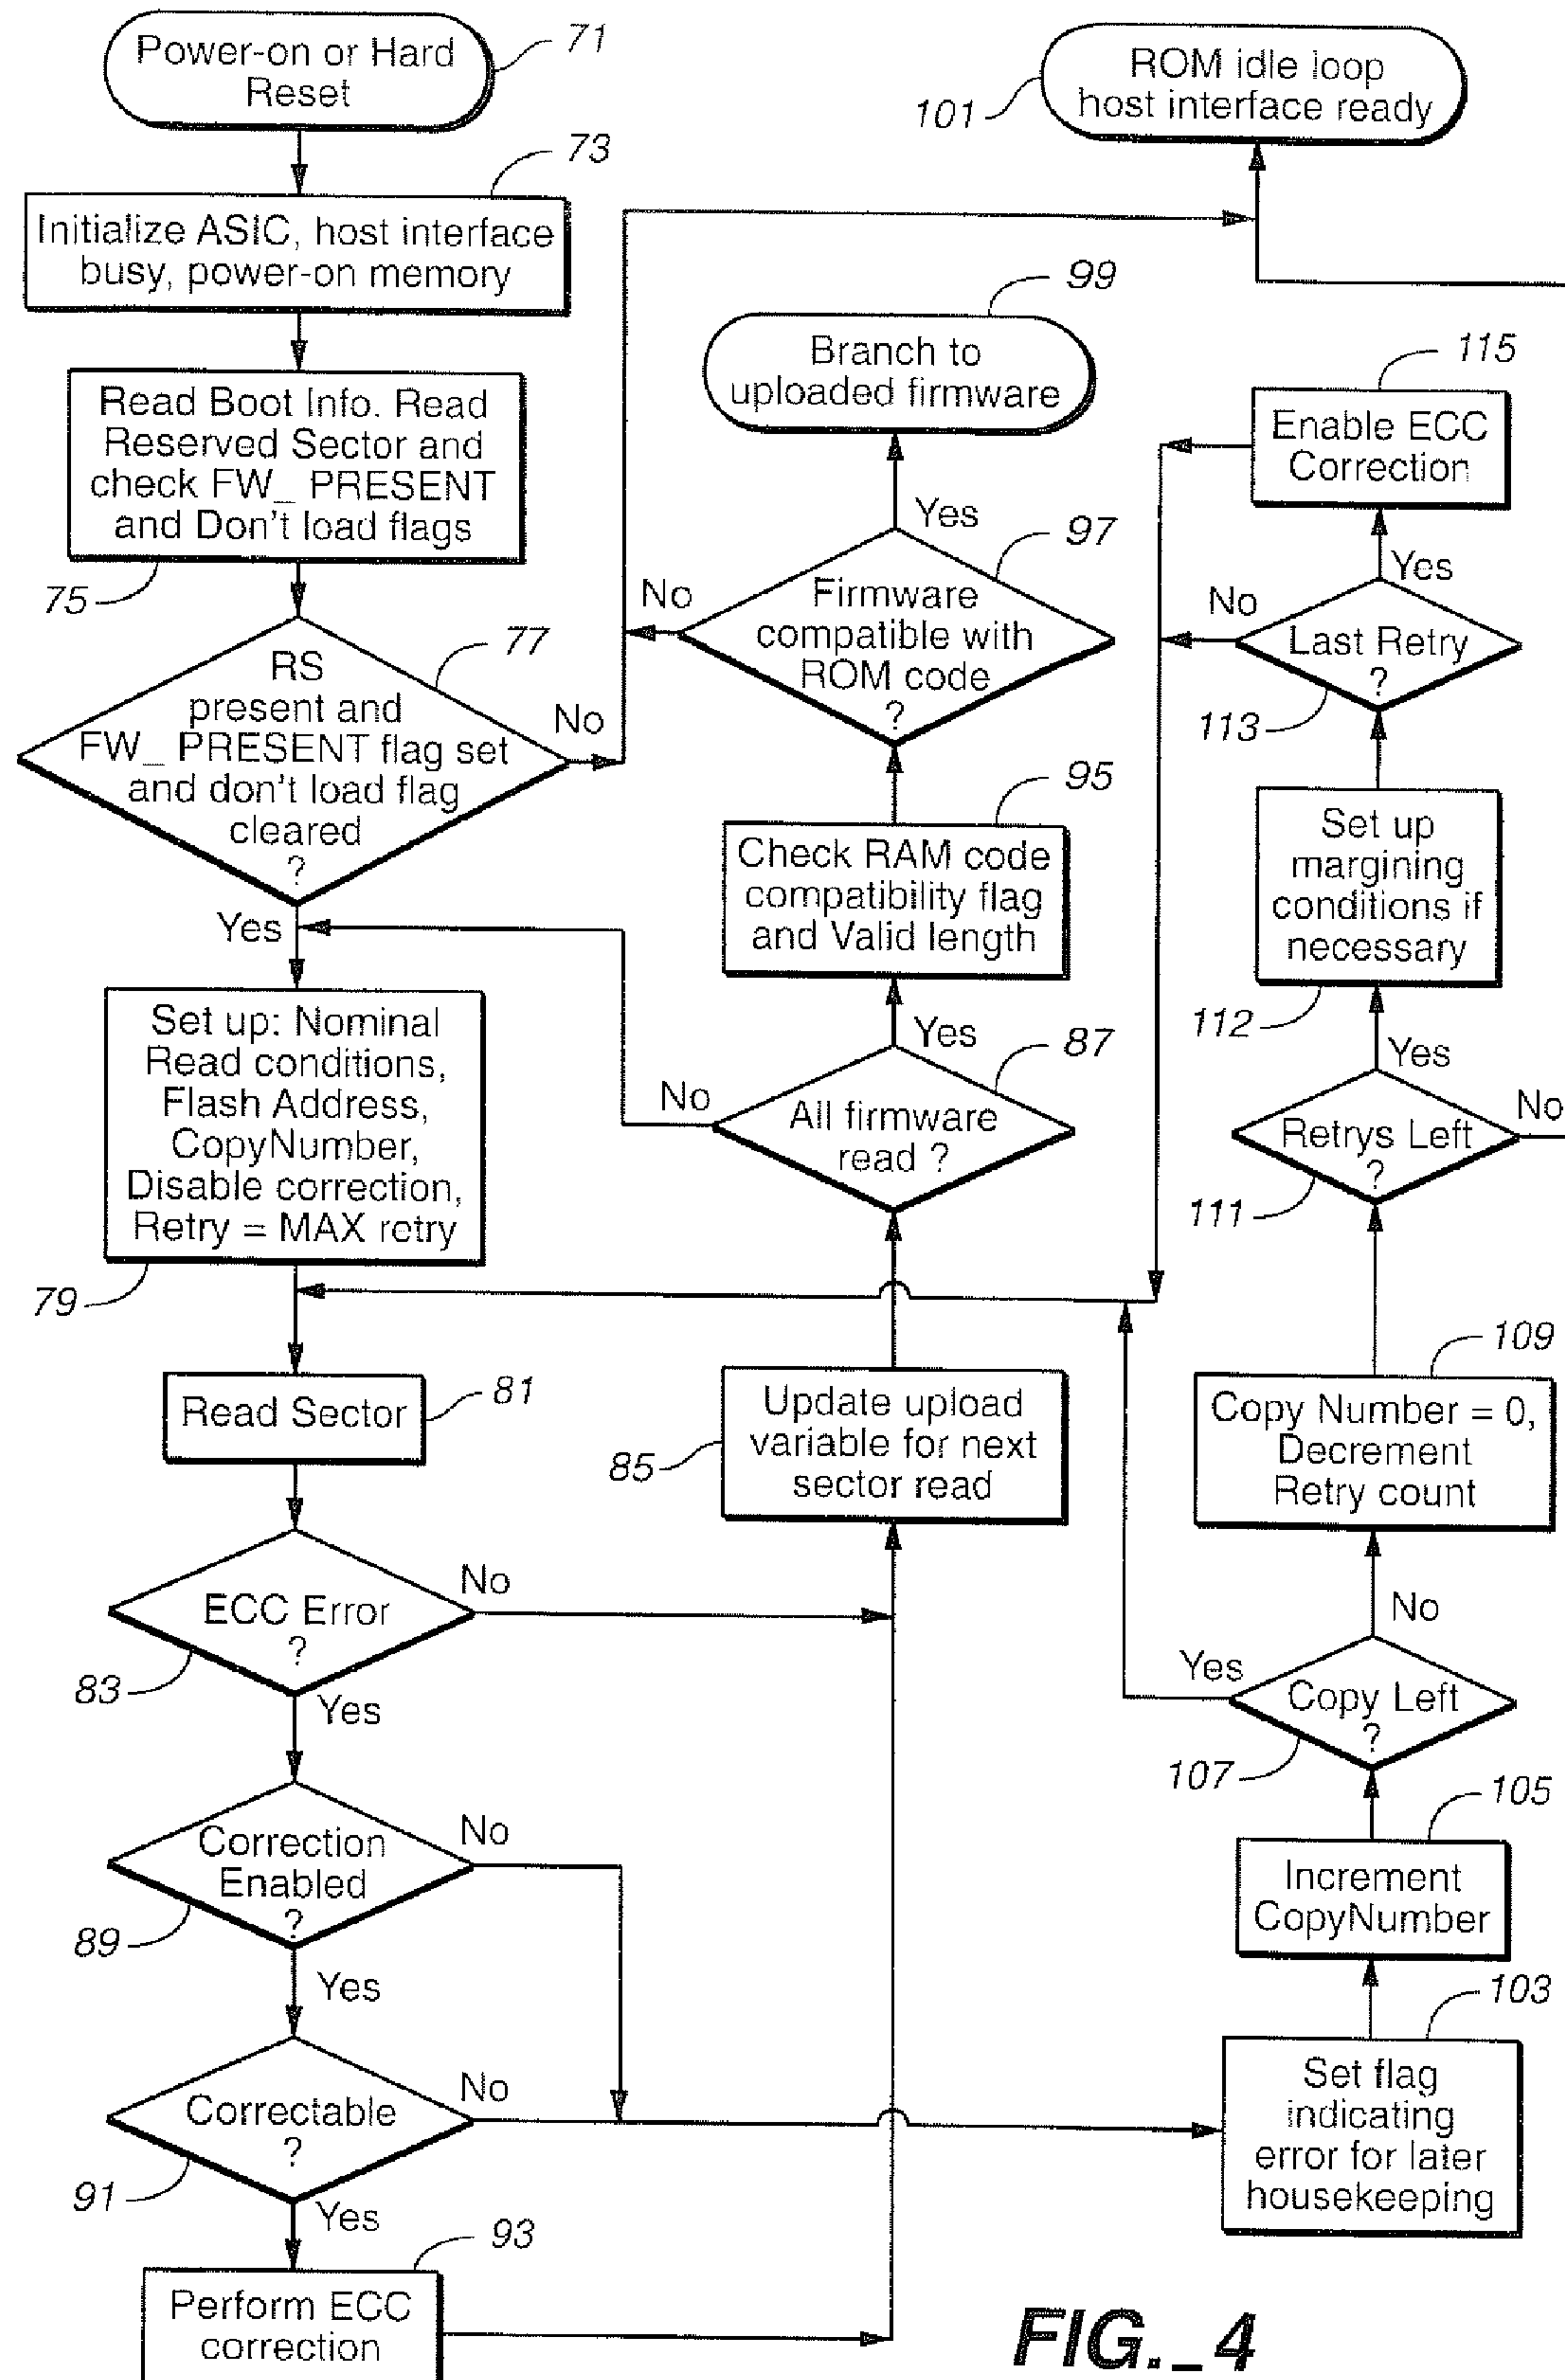 Power-on or Hard
Reset
71
Initialize ASIC, host interface
busy, power-on memory
73
Read Boot Info. Read
Reserved Sector and
check FW_ PRESENT
and Don't load flags
75
RS
present and
FW_ PRESENT flag set
and don't load flag
cleared
?
77
No
Yes
Set up: Nominal
Read conditions,
Flash Address,
CopyNumber,
Disable correction,
Retry = MAX retry
79
Read Sector
81
ECC Error
?
83
No
Yes
Correction
Enabled
?
89
No
Yes
Correctable
?
91
No
Yes
Perform ECC
correction
93
99
Branch to
uploaded firmware
Yes
97
No
Firmware
compatible with
ROM code
?
95
Check RAM code
compatibility flag
and Valid length
Yes
87
No
All firmware
read ?
Update upload
variable for next
sector read
85
ROM idle loop
host interface ready
101
115
Enable ECC
Correction
Yes
No
Last Retry
?
113
Set up
margining
conditions if
necessary
112
Yes
No
Retrys Left
?
111
109
Copy Number = 0,
Decrement
Retry count
No
Yes
Copy Left
?
107
105
Increment
CopyNumber
103
Set flag
indicating
error for later
housekeeping
FIG._4